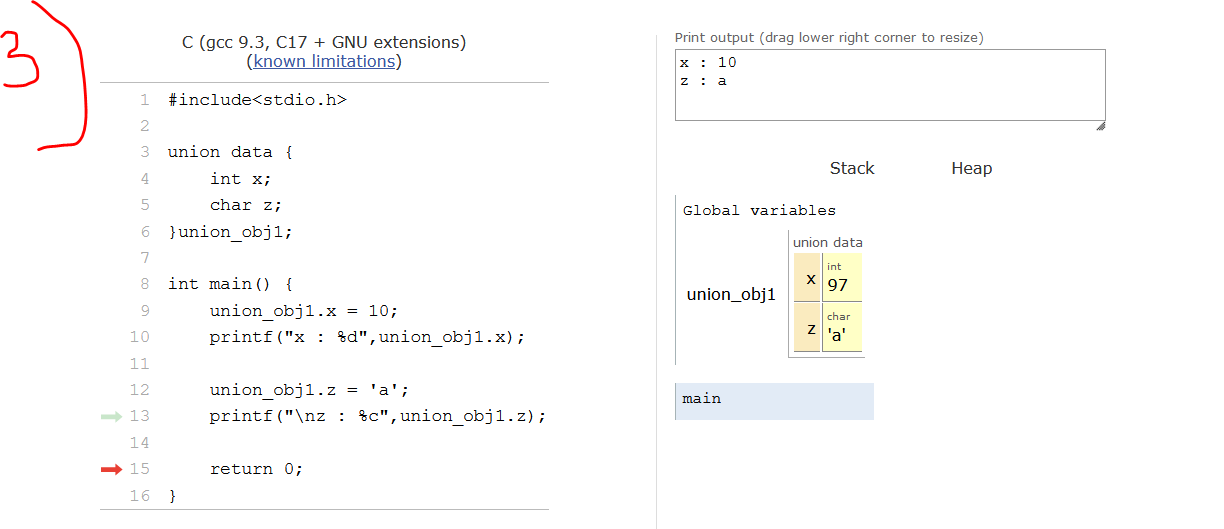 3)
C (gcc 9.3, C17 + GNU extensions)
(known limitations)
1 #include<stdio.h>
2
3 union data {
4 int x;
5 char z;
6 }union_obj1;
7
8 int main() {
9 union_obj1.x = 10;
10 printf("x : %d",union_obj1.x);
11
12 union_obj1.z = 'a';
13 printf("\nz : %c",union_obj1.z);
14
15 return 0;
16 }
Print output (drag lower right corner to resize)
x : 10
z : a
Stack Heap
Global variables
union data
union_obj1
x int 97
z char 'a'
main